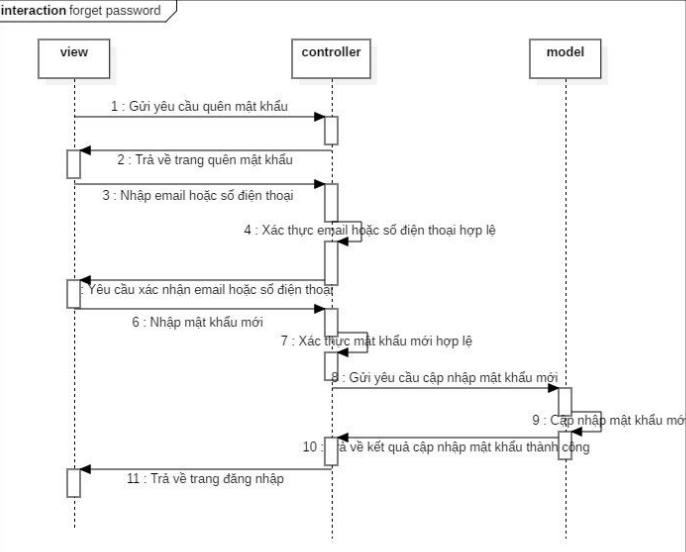 interaction forget password
view
controller
model
1 : Gửi yêu cầu quên mật khẩu
2 : Trả về trang quên mật khẩu
3 : Nhập email hoặc số điện thoại
4 : Xác thực email hoặc số điện thoại hợp lệ
: Yêu cầu xác nhận email hoặc số điện thoại
6 : Nhập mật khẩu mới
7 : Xác thực mật khẩu mới hợp lệ
8 : Gửi yêu cầu cập nhập mật khẩu mới
9 : Cập nhập mật khẩu mớ
10 : Trả về kết quả cập nhập mật khẩu thành công
11 : Trả về trang đăng nhập